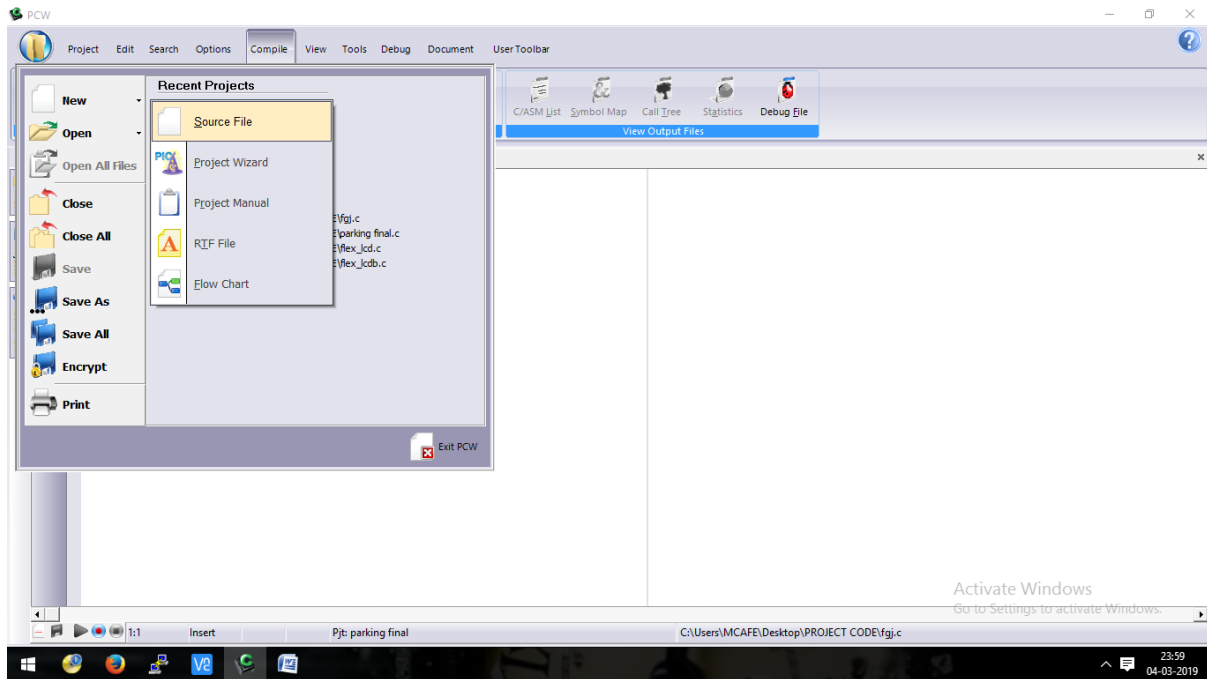 PCW
Project Edit Search Options Compile View Tools Debug Document User Toolbar
New
Open
Open All Files
Close
Close All
Save
Save As
Save All
Encrypt
Print
Recent Projects
Source File
Project Wizard
Project Manual
RTF File
Flow Chart
E\fgj.c
E\parking final.c
E\flex_lcd.c
E\flex_lcdb.c
Exit PCW
C/ASM List Symbol Map Call Tree Statistics Debug File
View Output Files
Activate Windows
Go to Settings to activate Windows.
1:1 Insert Pjt: parking final C:\Users\MCAFE\Desktop\PROJECT CODE\fgj.c
23:59
04-03-2019